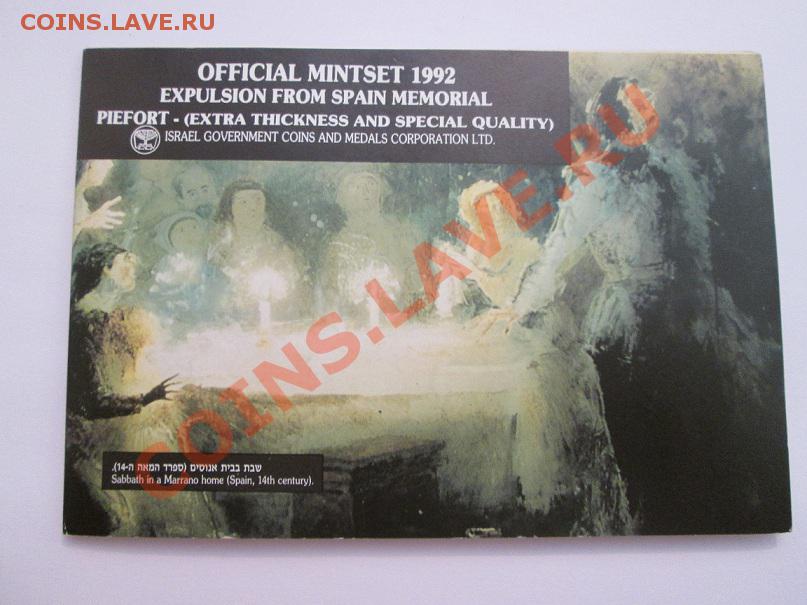 COINS.LAVE.RU
OFFICIAL MINTSET 1992
EXPULSION FROM SPAIN MEMORIAL
PIEFORT - (EXTRA THICKNESS AND SPECIAL QUALITY)
ISRAEL GOVERNMENT COINS AND MEDALS CORPORATION LTD.
COINS.LAVE.RU
שבת בבית אנוסים (ספרד המאה ה-14).
Sabbath in a Marrano home (Spain, 14th century).